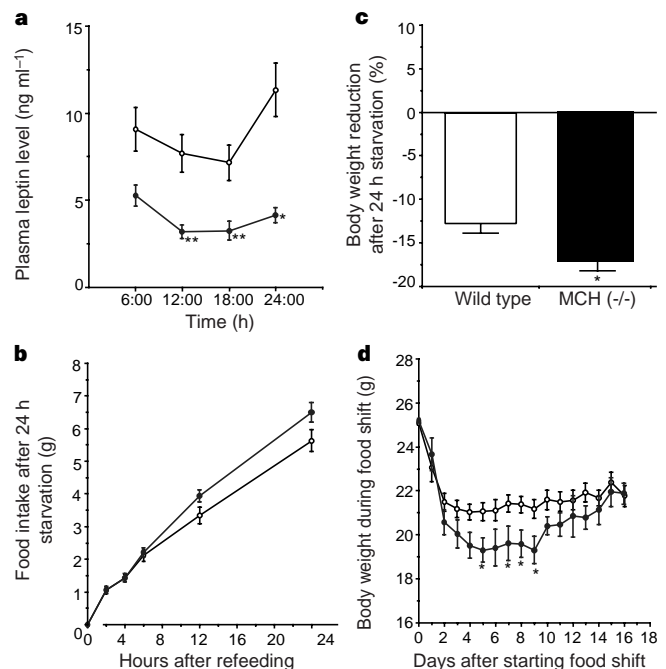 a
15
10
5
0
Plasma leptin level (ng ml⁻¹)
6:00 12:00 18:00 24:00
** ** *
Time (h)
c
10
5
0
-5
-10
-15
-20
Body weight reduction
after 24 h starvation (%)
*
Wild type MCH (-/-)
b
8
7
6
5
4
3
2
1
0
Food intake after 24 h
starvation (g)
0 4 8 12 16 20 24
Hours after refeeding
d
28
26
24
22
20
18
16
Body weight during food shift (g)
* * * *
0 2 4 6 8 10 12 14 16 18
Days after starting food shift